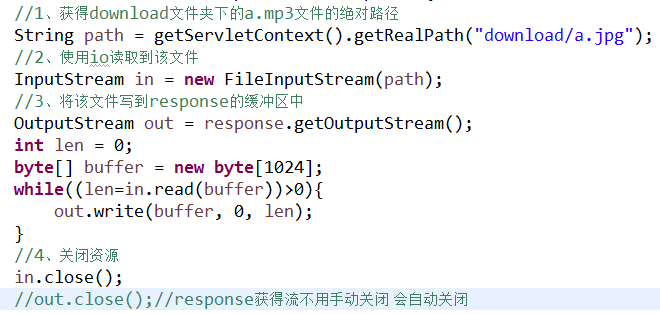 //1、获得download文件夹下的a.mp3文件的绝对路径
String path = getServletContext().getRealPath("download/a.jpg");
//2、使用io读取到该文件
InputStream in = new FileInputStream(path);
//3、将该文件写到response的缓冲区中
OutputStream out = response.getOutputStream();
int len = 0;
byte[] buffer = new byte[1024];
while((len=in.read(buffer))>0){
    out.write(buffer, 0, len);
}
//4、关闭资源
in.close();
//out.close();//response获得流不用手动关闭 会自动关闭